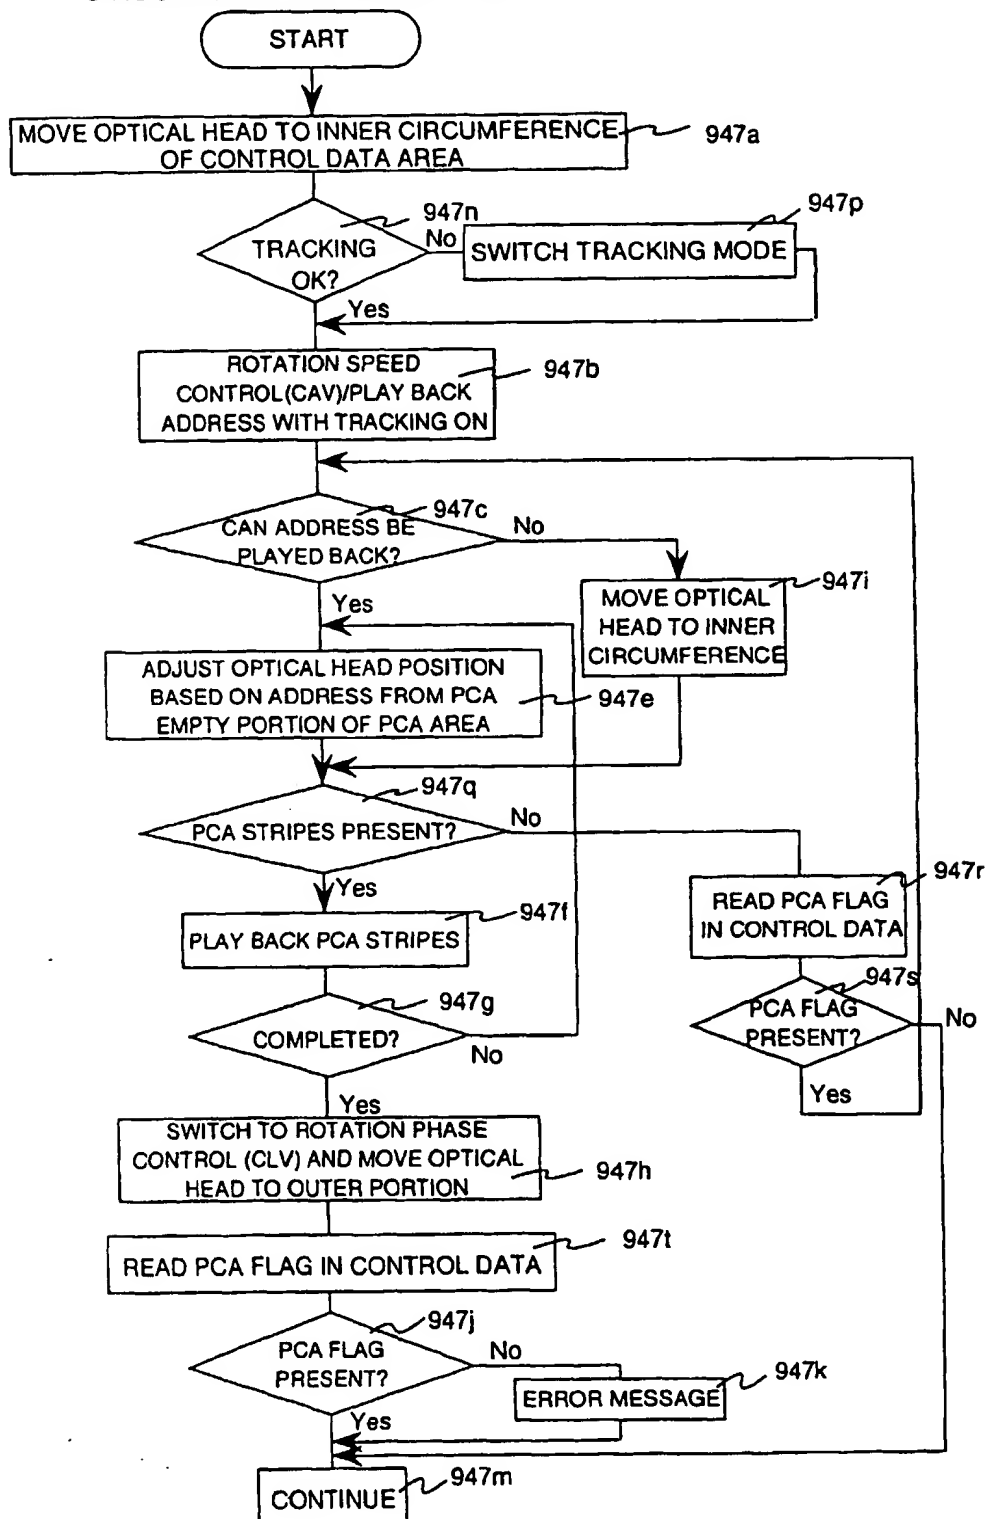 START
MOVE OPTICAL HEAD TO INNER CIRCUMFERENCE
OF CONTROL DATA AREA
947a
947n
TRACKING
OK?
No
947p
SWITCH TRACKING MODE
Yes
ROTATION SPEED
CONTROL(CAV)/PLAY BACK
ADDRESS WITH TRACKING ON
947b
947c
CAN ADDRESS BE
PLAYED BACK?
No
947i
MOVE OPTICAL
HEAD TO INNER
CIRCUMFERENCE
Yes
ADJUST OPTICAL HEAD POSITION
BASED ON ADDRESS FROM PCA
EMPTY PORTION OF PCA AREA
947e
947q
PCA STRIPES PRESENT?
No
947r
READ PCA FLAG
IN CONTROL DATA
Yes
947f
PLAY BACK PCA STRIPES
947s
PCA FLAG
PRESENT?
No
Yes
947g
COMPLETED?
No
Yes
SWITCH TO ROTATION PHASE
CONTROL (CLV) AND MOVE OPTICAL
HEAD TO OUTER PORTION
947h
947t
READ PCA FLAG IN CONTROL DATA
947j
PCA FLAG
PRESENT?
No
947k
ERROR MESSAGE
Yes
947m
CONTINUE